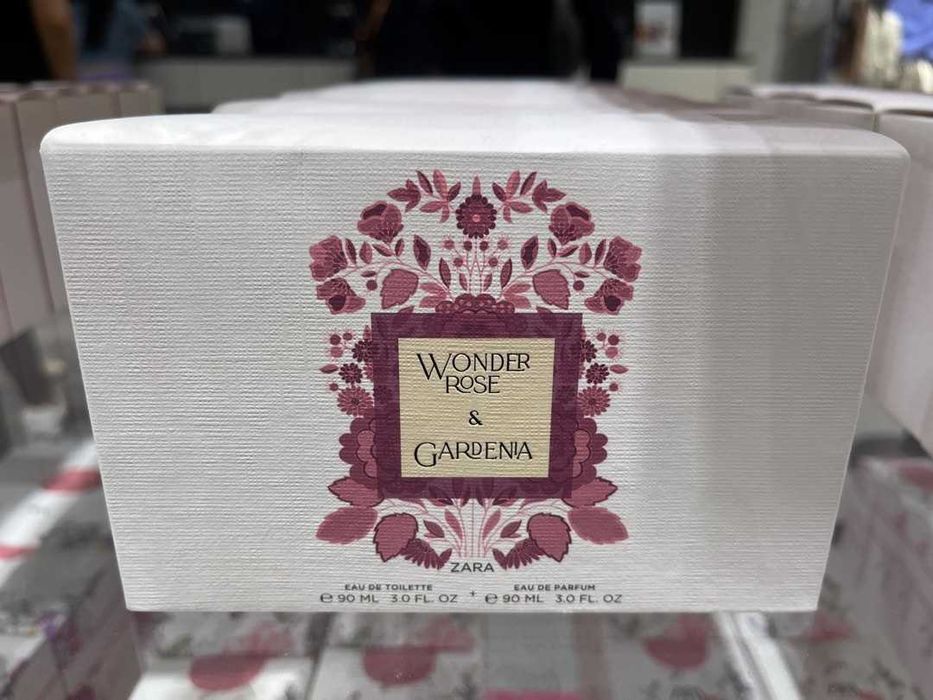 WONDER
ROSE
&
GARDENIA
ZARA
EAU DE TOILETTE + EAU DE PARFUM
℮ 90 ML 3.0 FL. OZ ℮ 90 ML 3.0 FL. OZ